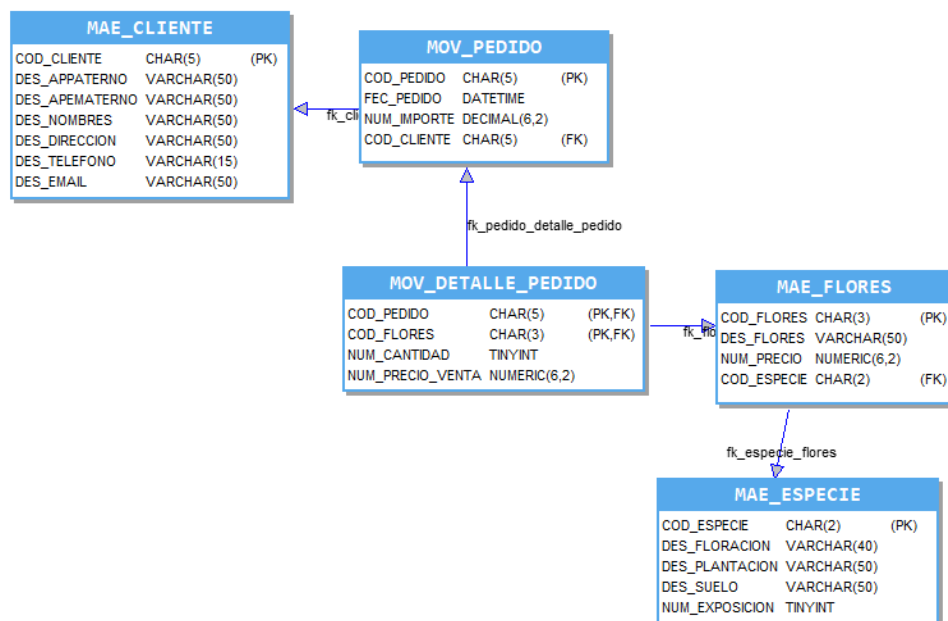 MAE_CLIENTE
COD_CLIENTE CHAR(5) (PK)
DES_APPATERNO VARCHAR(50)
DES_APEMATERNO VARCHAR(50)
DES_NOMBRES VARCHAR(50)
DES_DIRECCION VARCHAR(50)
DES_TELEFONO VARCHAR(15)
DES_EMAIL VARCHAR(50)
fk_cli
MOV_PEDIDO
COD_PEDIDO CHAR(5) (PK)
FEC_PEDIDO DATETIME
NUM_IMPORTE DECIMAL(6,2)
COD_CLIENTE CHAR(5) (FK)
fk_pedido_detalle_pedido
MOV_DETALLE_PEDIDO
COD_PEDIDO CHAR(5) (PK,FK)
COD_FLORES CHAR(3) (PK,FK)
NUM_CANTIDAD TINYINT
NUM_PRECIO_VENTA NUMERIC(6,2)
fk_flo
MAE_FLORES
COD_FLORES CHAR(3) (PK)
DES_FLORES VARCHAR(50)
NUM_PRECIO NUMERIC(6,2)
COD_ESPECIE CHAR(2) (FK)
fk_especie_flores
MAE_ESPECIE
COD_ESPECIE CHAR(2) (PK)
DES_FLORACION VARCHAR(40)
DES_PLANTACION VARCHAR(50)
DES_SUELO VARCHAR(50)
NUM_EXPOSICION TINYINT